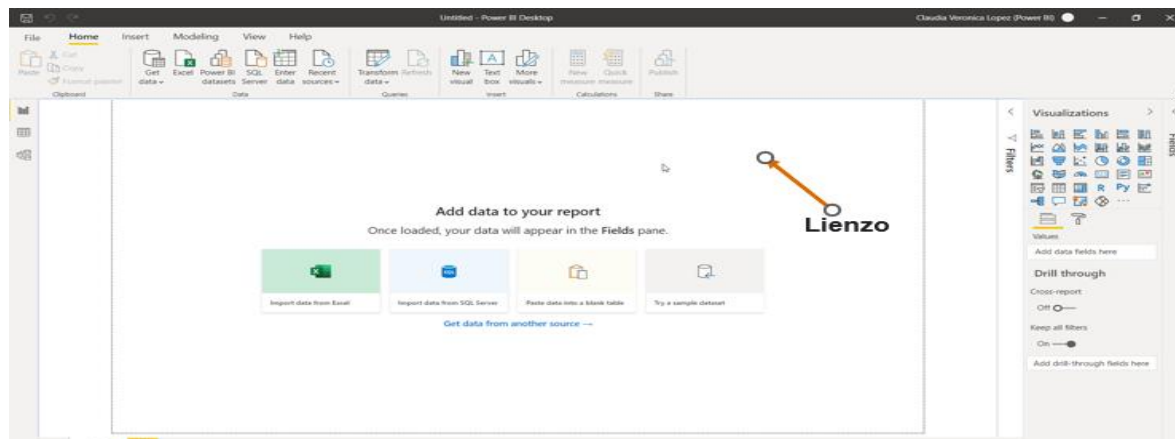 Untitled - Power BI Desktop
Claudia Veronica Lopez (Power BI)
File Home Insert Modeling View Help
Paste
Cut
Copy
Format painter
Get data
Excel
Power BI datasets
SQL Server
Enter data
Recent sources
Transform data
Refresh
New visual
Text box
More visuals
New measure
Quick measure
Publish
Clipboard
Data
Queries
Insert
Calculations
Share
Add data to your report
Once loaded, your data will appear in the Fields pane.
Import data from Excel
Import data from SQL Server
Paste data into a blank table
Try a sample dataset
Get data from another source
Lienzo
Filters
Visualizations
R Py
Values
Add data fields here
Drill through
Cross-report
Off
Keep all filters
On
Add drill-through fields here
Fields